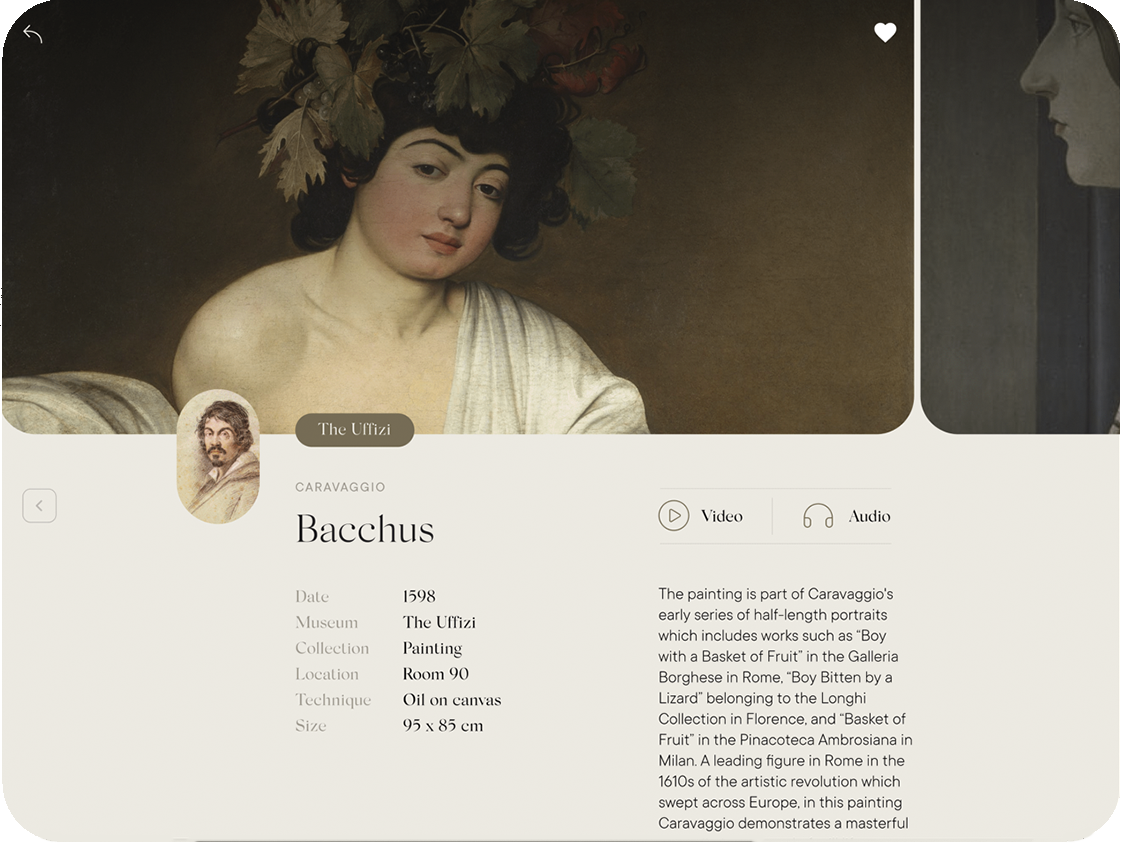 The Uffizi
CARAVAGGIO
Bacchus
Date 1598
Museum The Uffizi
Collection Painting
Location Room 90
Technique Oil on canvas
Size 95 x 85 cm
Video Audio
The painting is part of Caravaggio's
early series of half-length portraits
which includes works such as “Boy
with a Basket of Fruit” in the Galleria
Borghese in Rome, “Boy Bitten by a
Lizard” belonging to the Longhi
Collection in Florence, and “Basket of
Fruit” in the Pinacoteca Ambrosiana in
Milan. A leading figure in Rome in the
1610s of the artistic revolution which
swept across Europe, in this painting
Caravaggio demonstrates a masterful